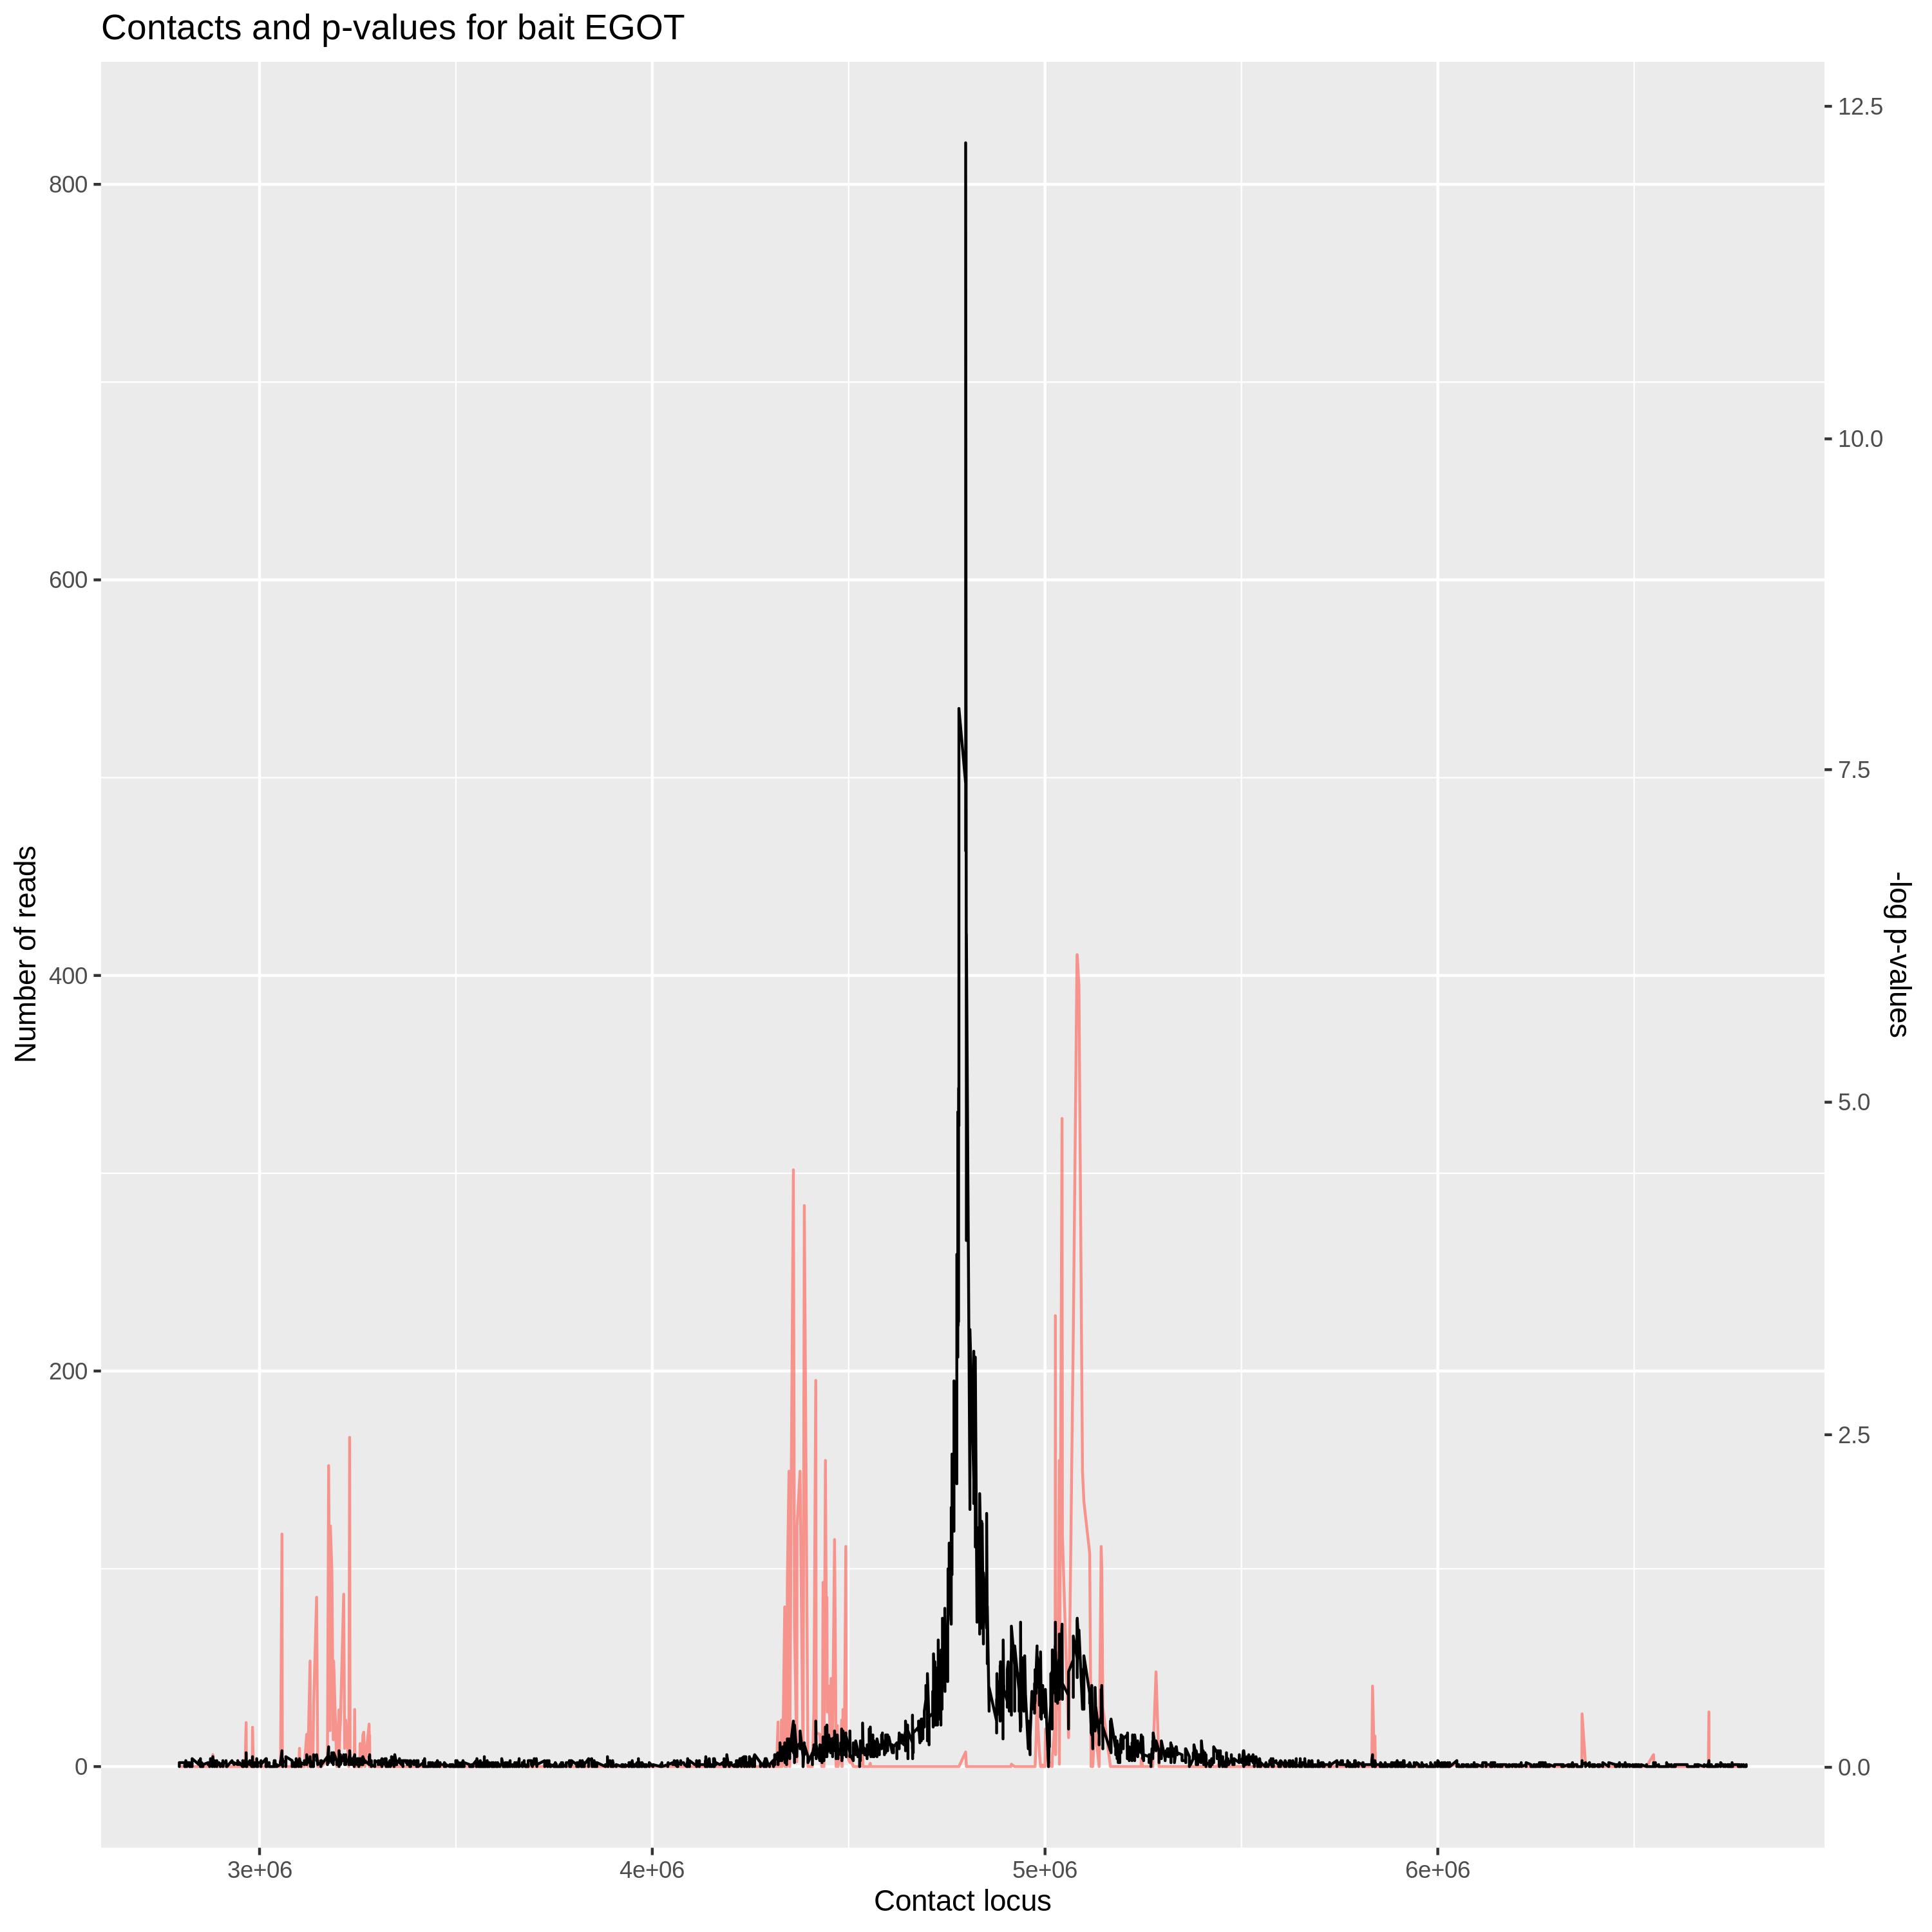 Contacts and p-values for bait EGOT
12.5
800
10.0
600
7.5
Number of reads
-log p-values
400
5.0
200
2.5
0
0.0
3e+06
4e+06
5e+06
6e+06
Contact locus